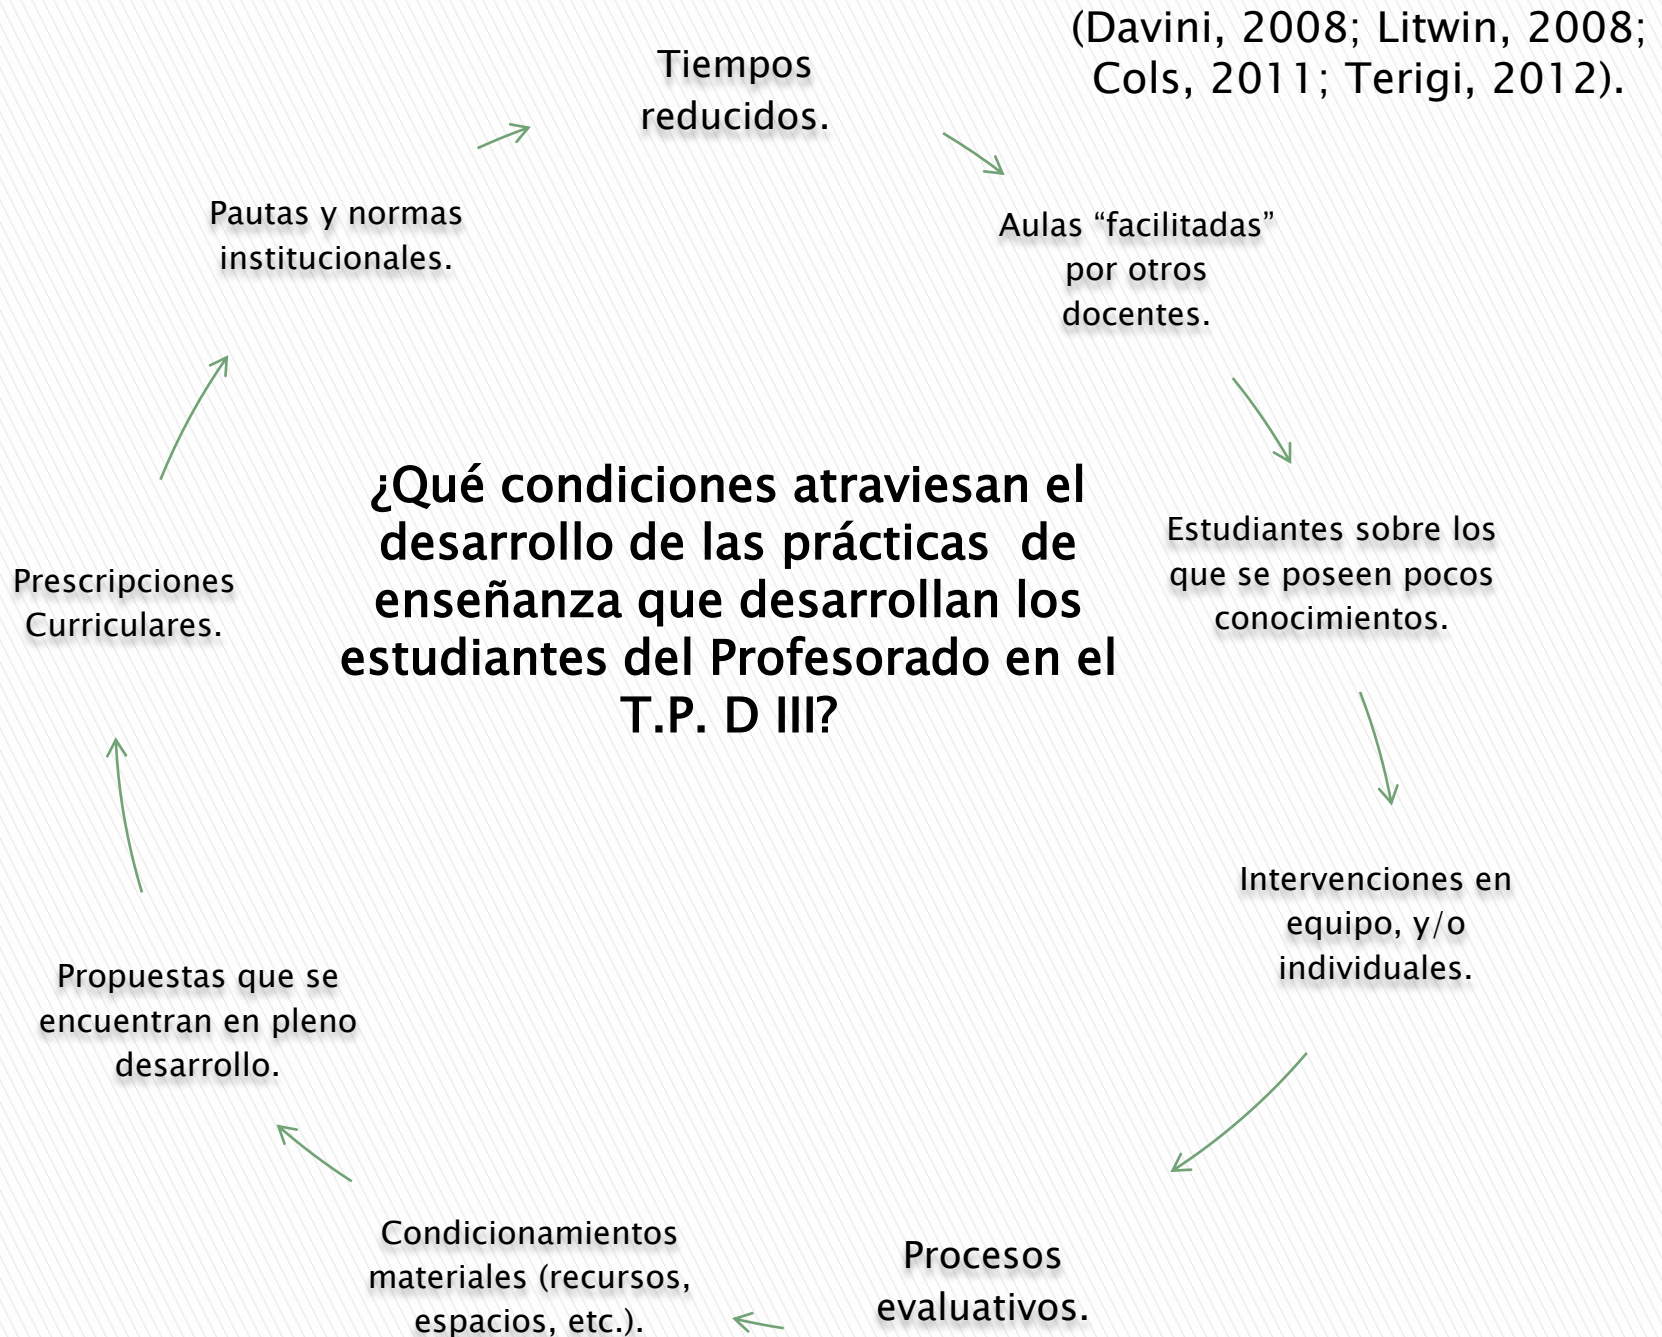 (Davini, 2008; Litwin, 2008;
Cols, 2011; Terigi, 2012).
Tiempos
reducidos.
Aulas “facilitadas”
por otros
docentes.
Estudiantes sobre los
que se poseen pocos
conocimientos.
Intervenciones en
equipo, y/o
individuales.
Procesos
evaluativos.
Condicionamientos
materiales (recursos,
espacios, etc.).
Propuestas que se
encuentran en pleno
desarrollo.
Prescripciones
Curriculares.
Pautas y normas
institucionales.
¿Qué condiciones atraviesan el
desarrollo de las prácticas  de
enseñanza que desarrollan los
estudiantes del Profesorado en el
T.P. D III?